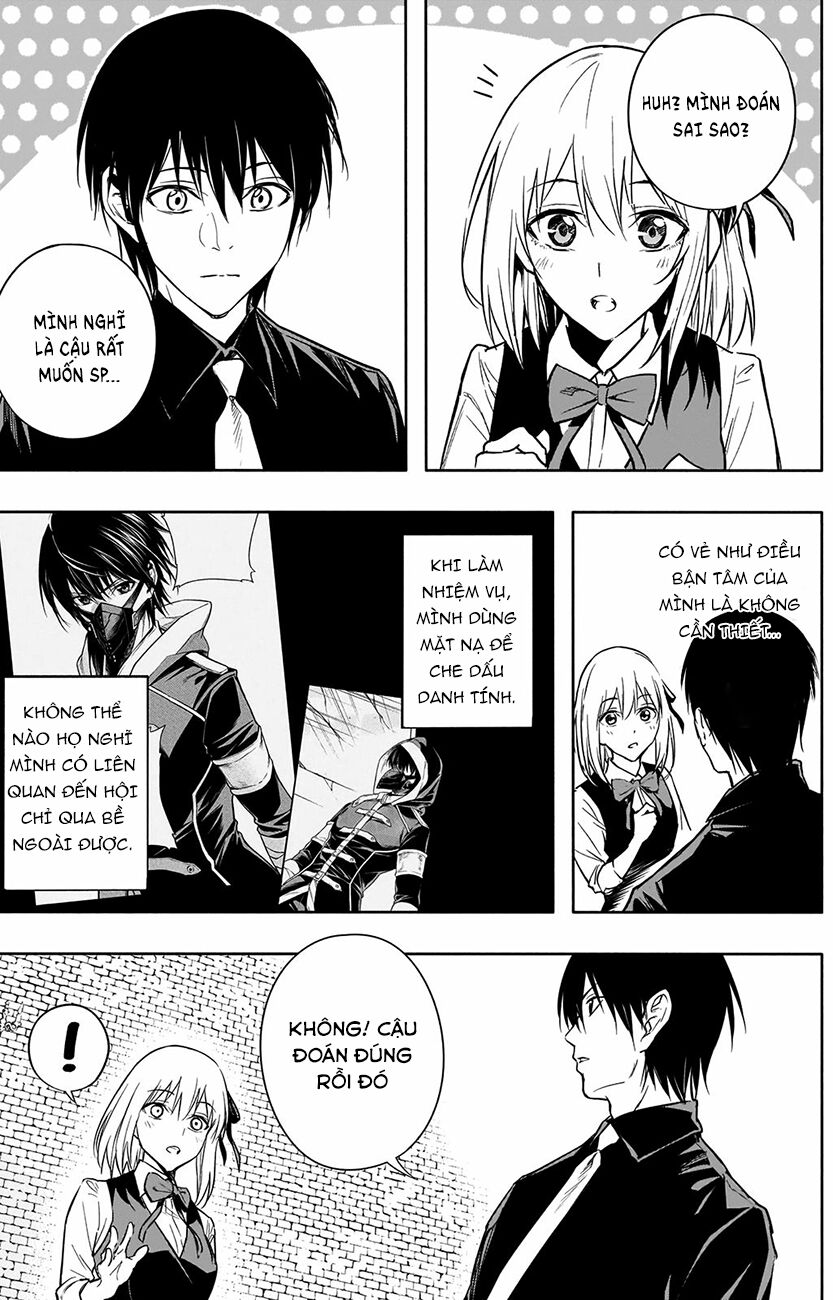 HUH? MÌNH ĐOÁN
SAI SAO?
MÌNH NGHĨ
LÀ CẬU RẤT
MUỐN SP...
CÓ VẺ NHƯ ĐIỀU
BẬN TÂM CỦA
MÌNH LÀ KHÔNG
CẦN THIẾT...
KHI LÀM
NHIỆM VỤ,
MÌNH DÙNG
MẶT NẠ ĐỂ
CHE DẤU
DANH TÍNH.
KHÔNG THỂ
NÀO HỌ NGHĨ
MÌNH CÓ LIÊN
QUAN ĐẾN HỘI
CHỈ QUA BỀ
NGOÀI ĐƯỢC.
KHÔNG! CẬU
ĐOÁN ĐÚNG
RỒI ĐÓ
!